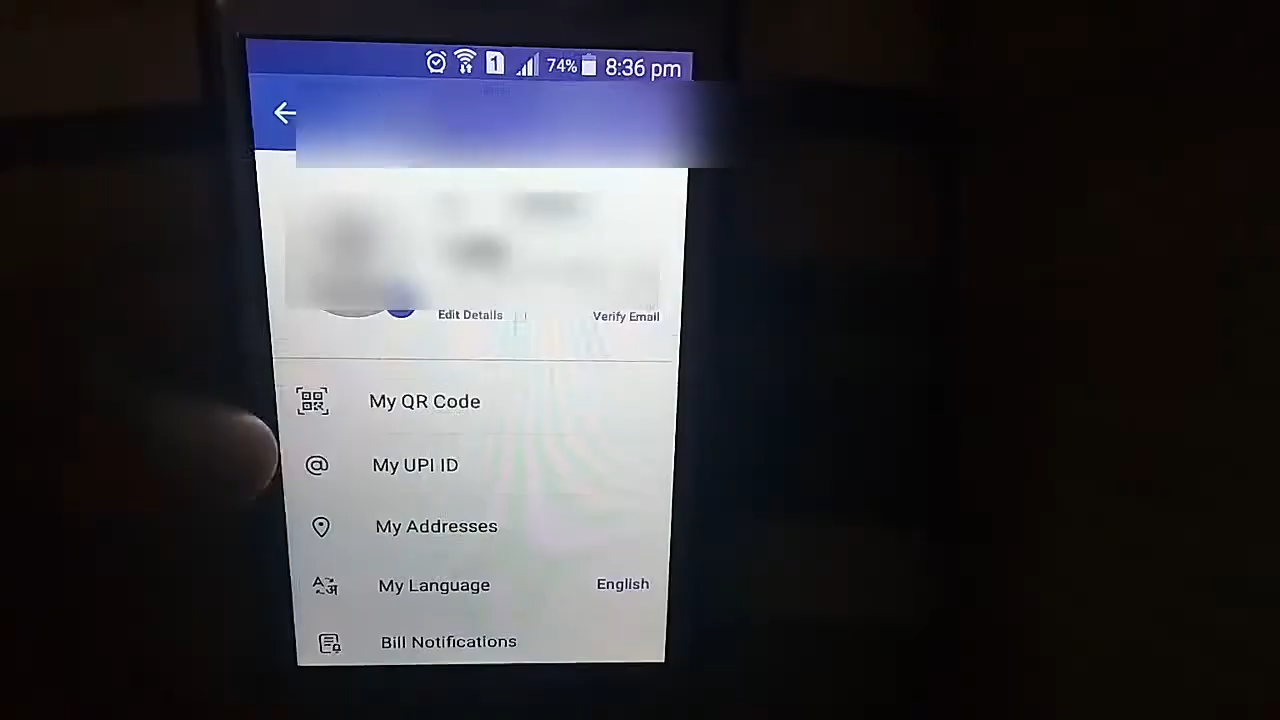 1 74% 8:36 pm
Edit Details Verify Email
My QR Code
My UPI ID
My Addresses
My Language English
Bill Notifications